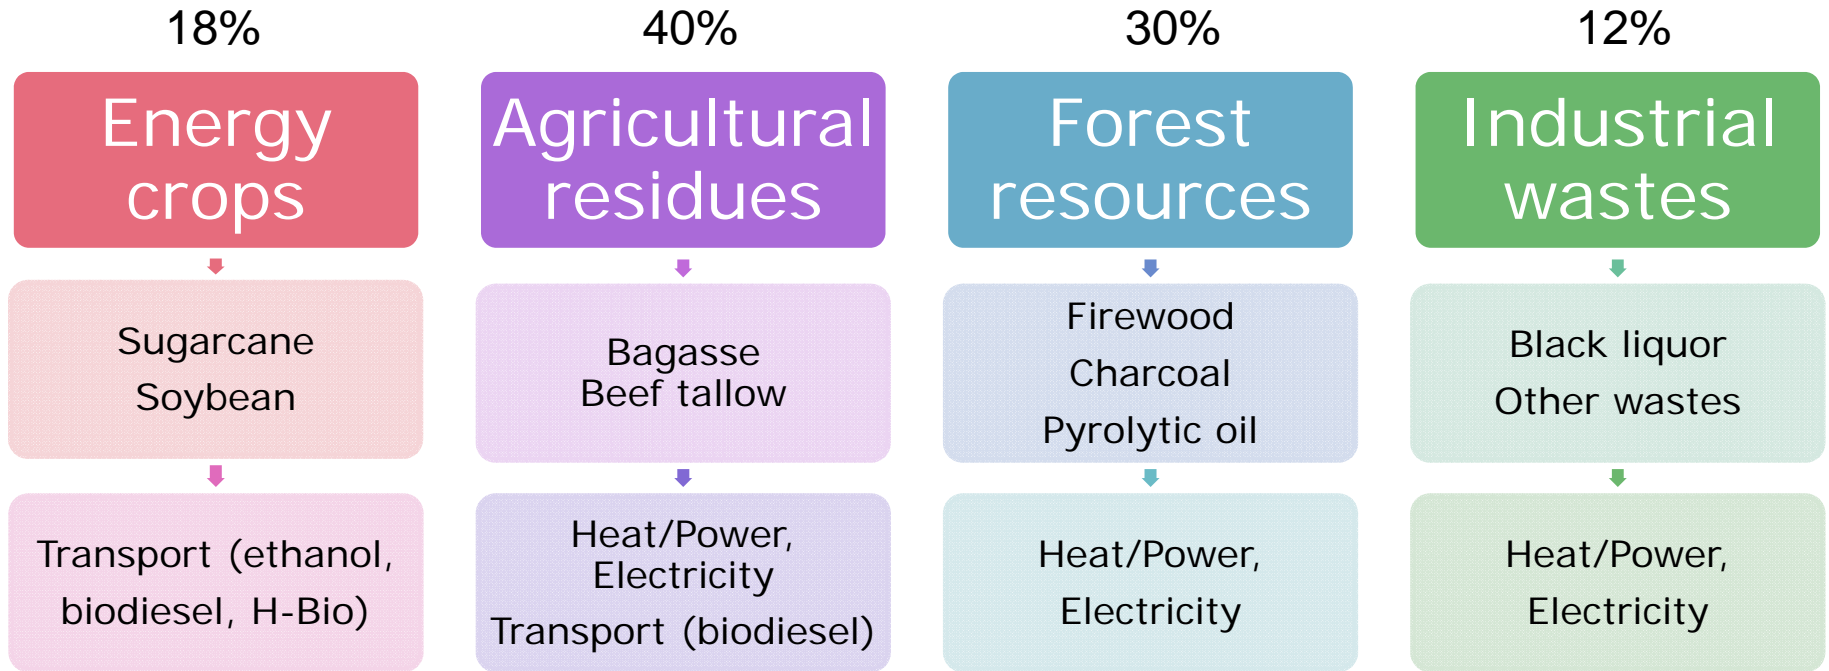 18%
Energy
crops
Sugarcane
Soybean
Transport (ethanol,
biodiesel, H-Bio)
40%
Agricultural
residues
Bagasse
Beef tallow
Heat/Power,
Electricity
Transport (biodiesel)
30%
Forest
resources
Firewood
Charcoal
Pyrolytic oil
Heat/Power,
Electricity
12%
Industrial
wastes
Black liquor
Other wastes
Heat/Power,
Electricity